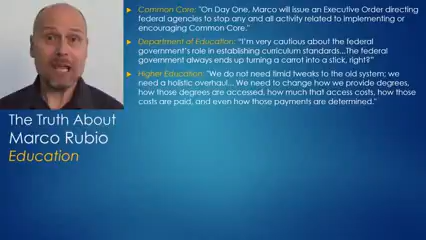 Common Core: "On Day One, Marco will issue an Executive Order directing
federal agencies to stop any and all activity related to implementing or
encouraging Common Core."
Department of Education: "I'm very cautious about the federal
government's role in establishing curriculum standards...The federal
government always ends up turning a carrot into a stick, right?"
Higher Education: "We do not need timid tweaks to the old system; we
need a holistic overhaul... We need to change how we provide degrees,
how those degrees are accessed, how much that access costs, how those
costs are paid, and even how those payments are determined."
The Truth About
Marco Rubio
Education